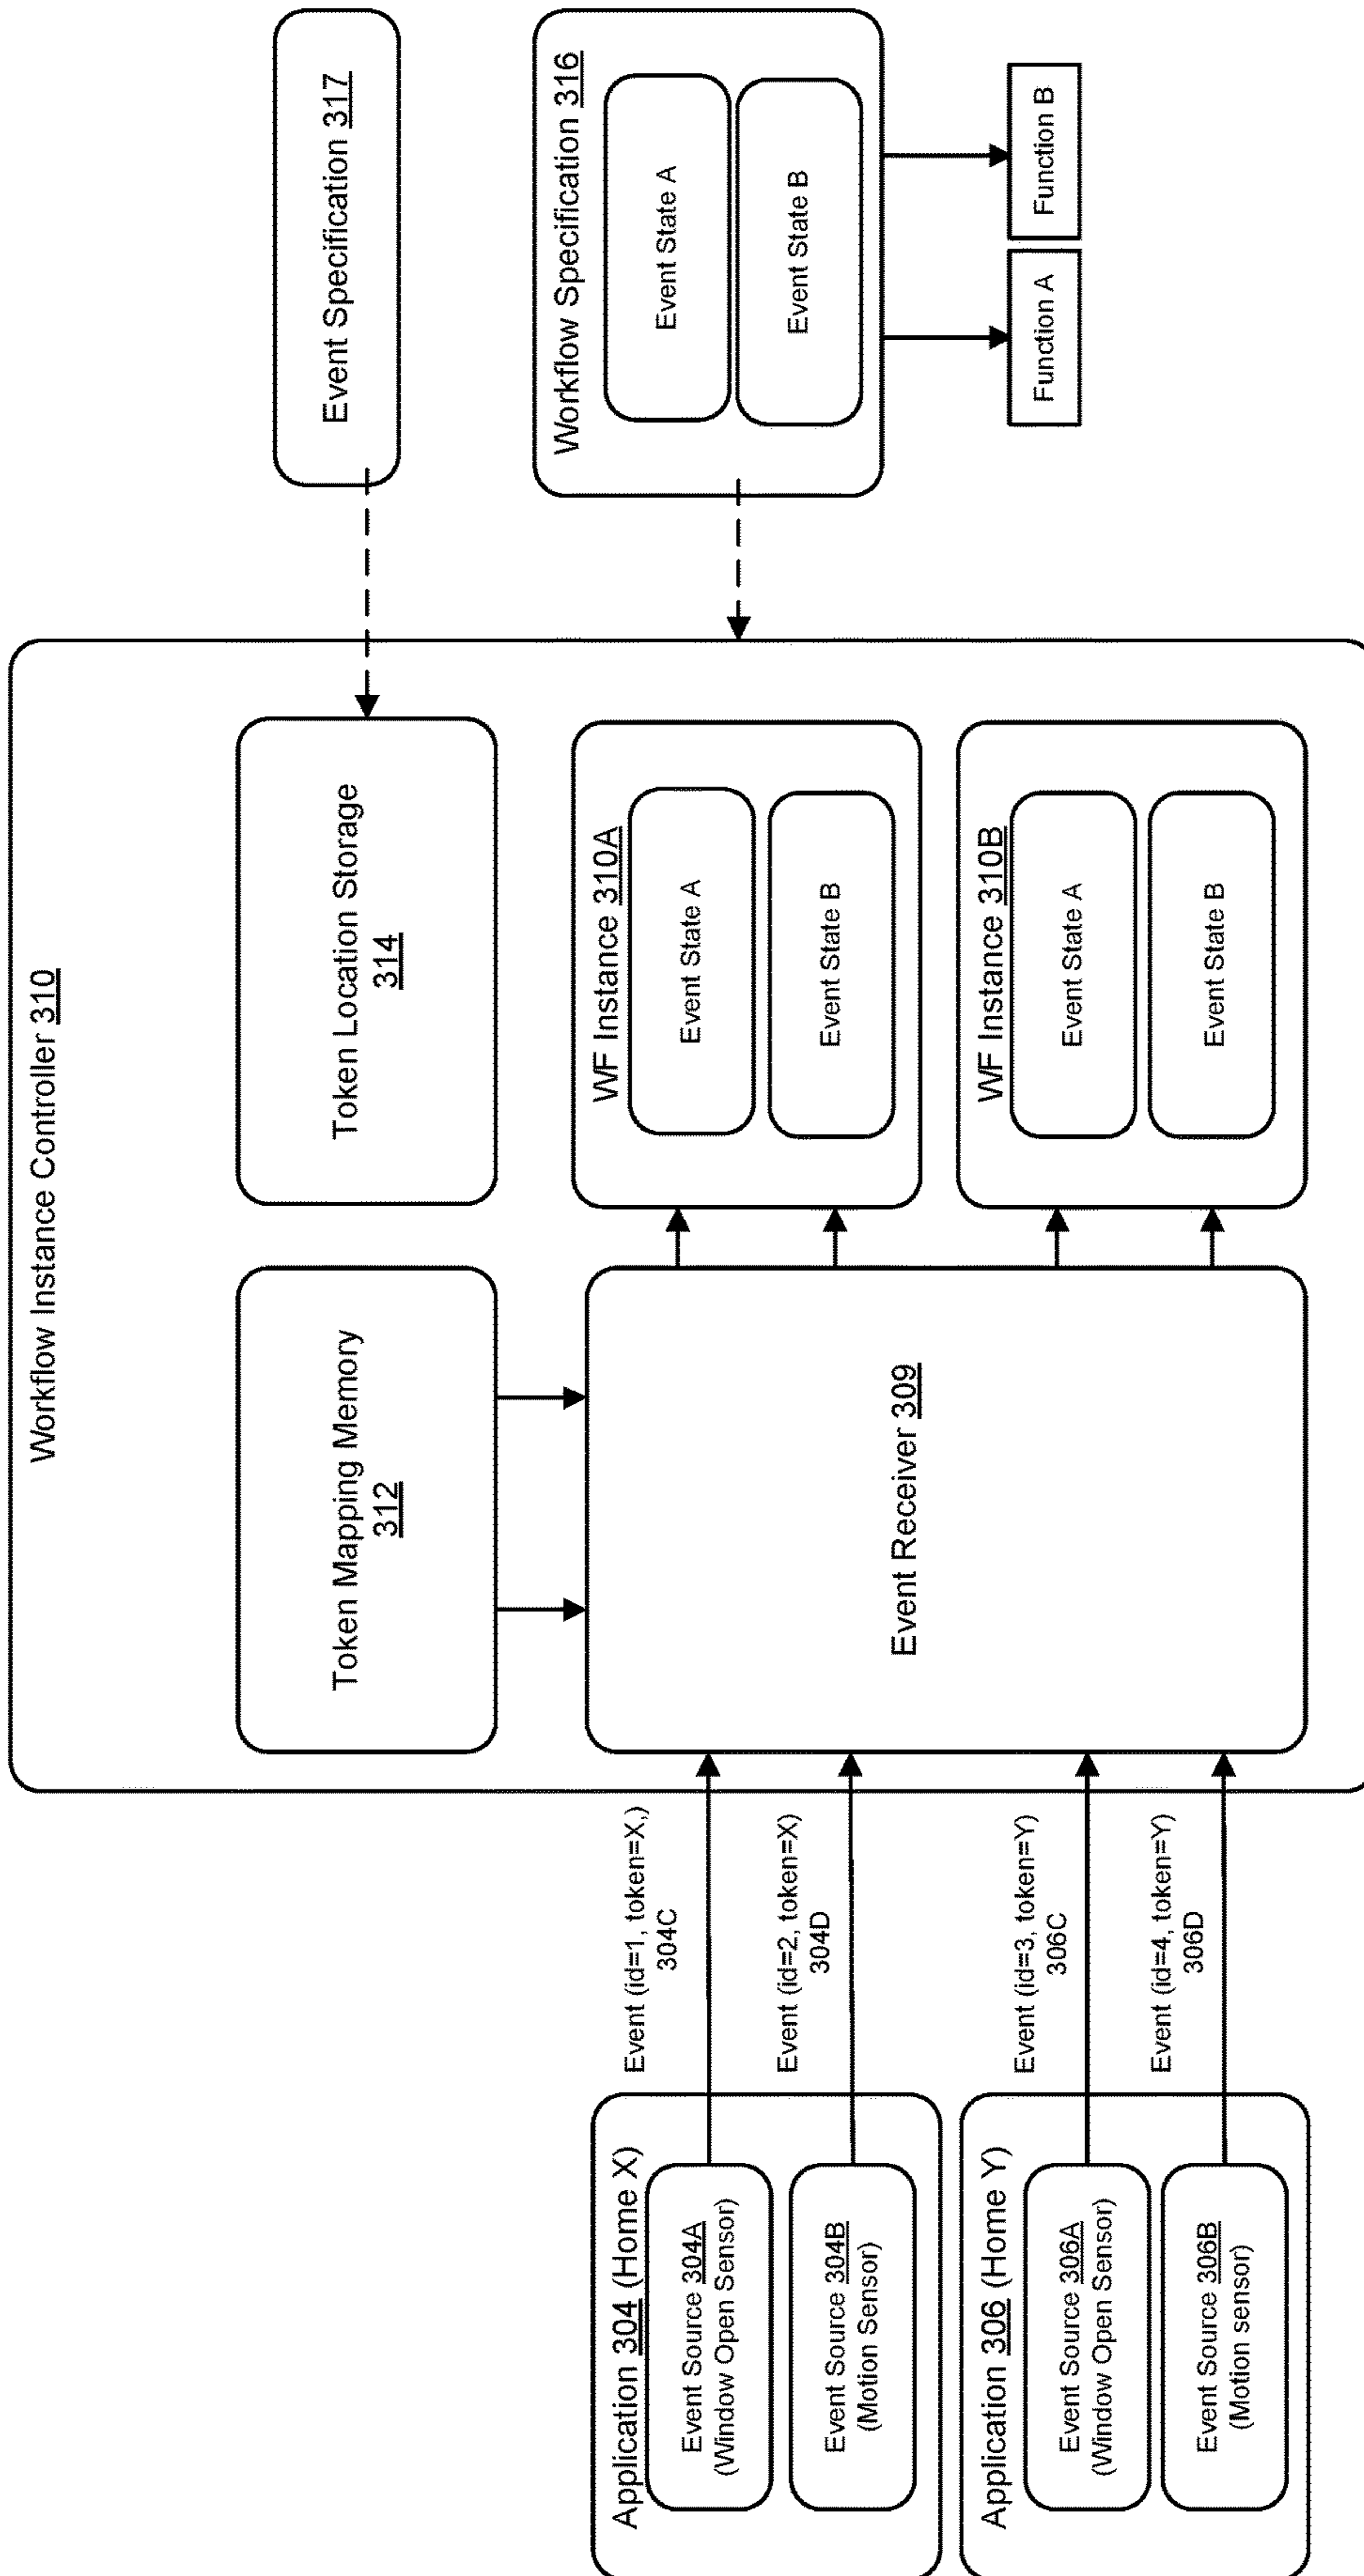 Workflow Instance Controller 310
Token Mapping Memory
312
Token Location Storage
314
Event Specification 317
Application 304 (Home X)
Event Source 304A
(Window Open Sensor)
Event Source 304B
(Motion Sensor)
Event (id=1, token=X,)
304C
Event (id=2, token=X)
304D
Application 306 (Home Y)
Event Source 306A
(Window Open Sensor)
Event Source 306B
(Motion sensor)
Event (id=3, token=Y)
306C
Event (id=4, token=Y)
306D
Event Receiver 309
WF Instance 310A
Event State A
Event State B
WF Instance 310B
Event State A
Event State B
Workflow Specification 316
Event State A
Event State B
Function A
Function B